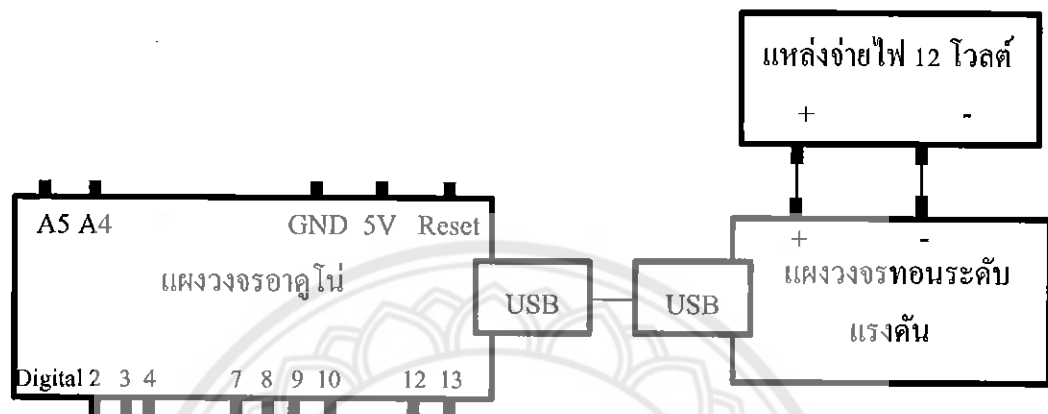 แหล่งจ่ายไฟ 12 โวลต์
+ -
A5 A4 GND 5V Reset
แผงวงจรอาดูโน่
USB
USB
+ -
แผงวงจรทอนระดับ
แรงดัน
Digital 2 3 4 7 8 9 10 12 13